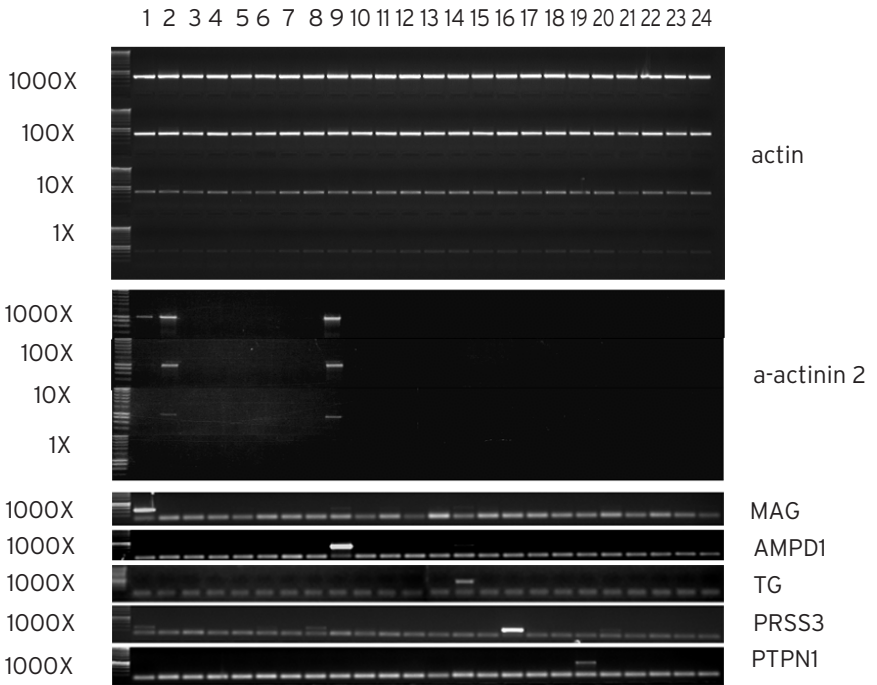 1 2 3 4 5 6 7 8 9 10 11 12 13 14 15 16 17 18 19 20 21 22 23 24
1000X
100X
10X
1X
actin
1000X
100X
10X
1X
a-actinin 2
1000X MAG
1000X AMPD1
1000X TG
1000X PRSS3
1000X PTPN1